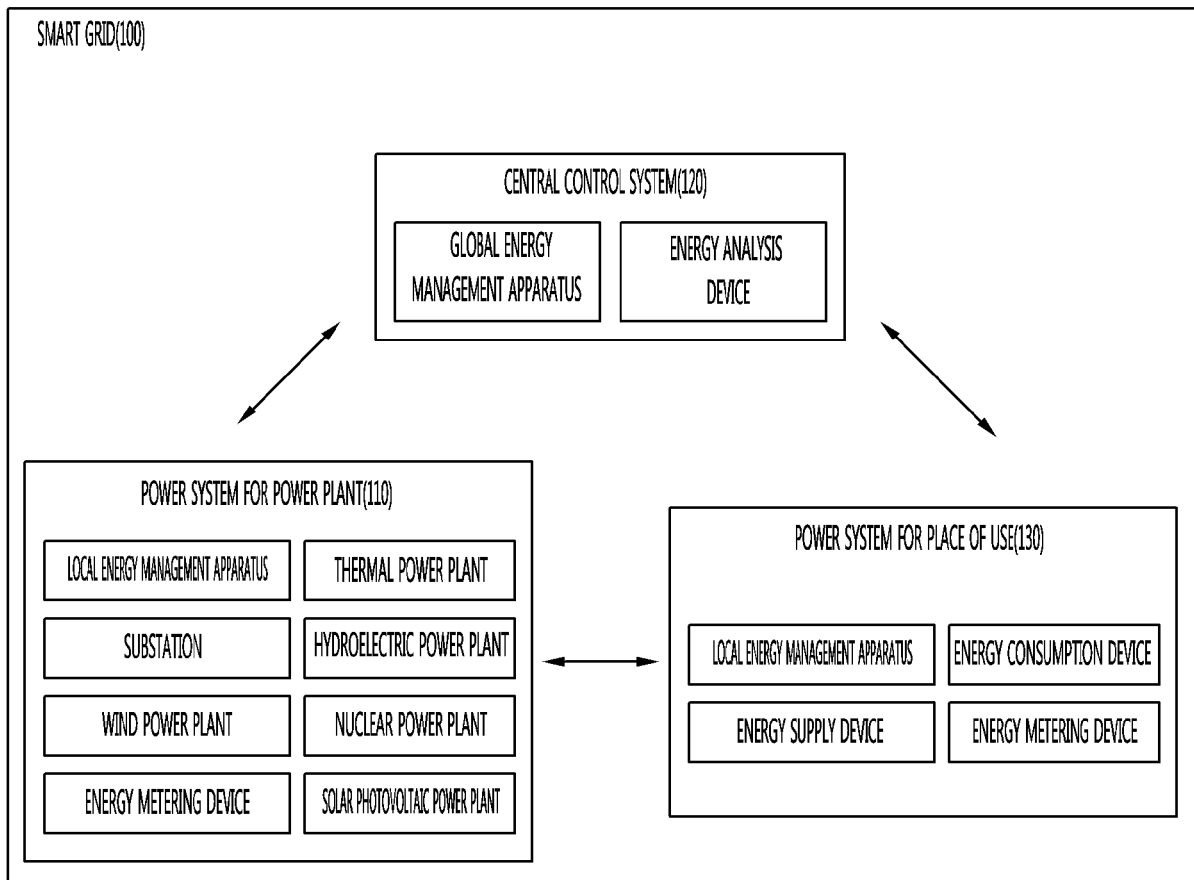 SMART GRID(100)
CENTRAL CONTROL SYSTEM(120)
GLOBAL ENERGY
MANAGEMENT APPARATUS
ENERGY ANALYSIS
DEVICE
POWER SYSTEM FOR POWER PLANT(110)
LOCAL ENERGY MANAGEMENT APPARATUS
THERMAL POWER PLANT
SUBSTATION
HYDROELECTRIC POWER PLANT
WIND POWER PLANT
NUCLEAR POWER PLANT
ENERGY METERING DEVICE
SOLAR PHOTOVOLTAIC POWER PLANT
POWER SYSTEM FOR PLACE OF USE(130)
LOCAL ENERGY MANAGEMENT APPARATUS
ENERGY CONSUMPTION DEVICE
ENERGY SUPPLY DEVICE
ENERGY METERING DEVICE